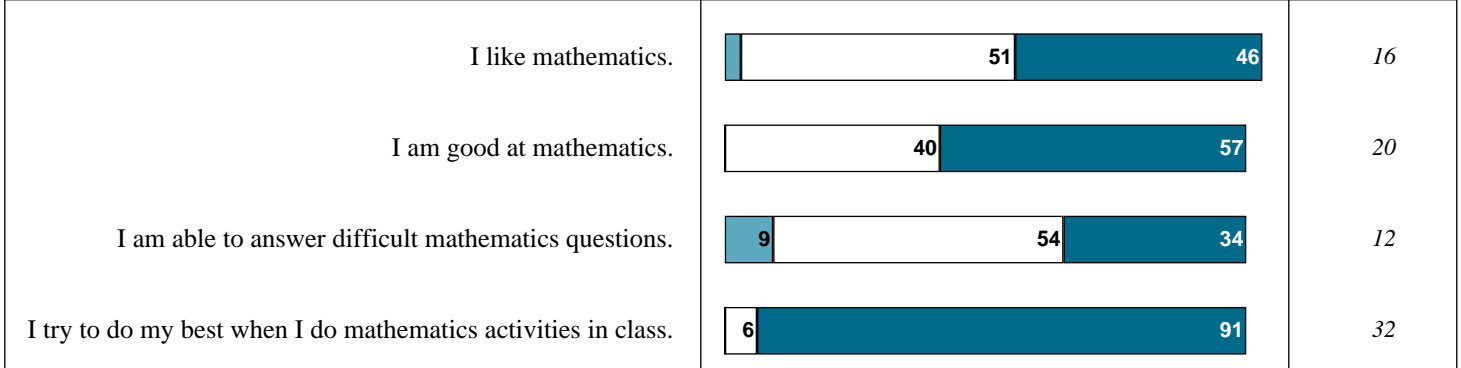 I like mathematics. 51 46 16
I am good at mathematics. 40 57 20
I am able to answer difficult mathematics questions. 9 54 34 12
I try to do my best when I do mathematics activities in class. 6 91 32